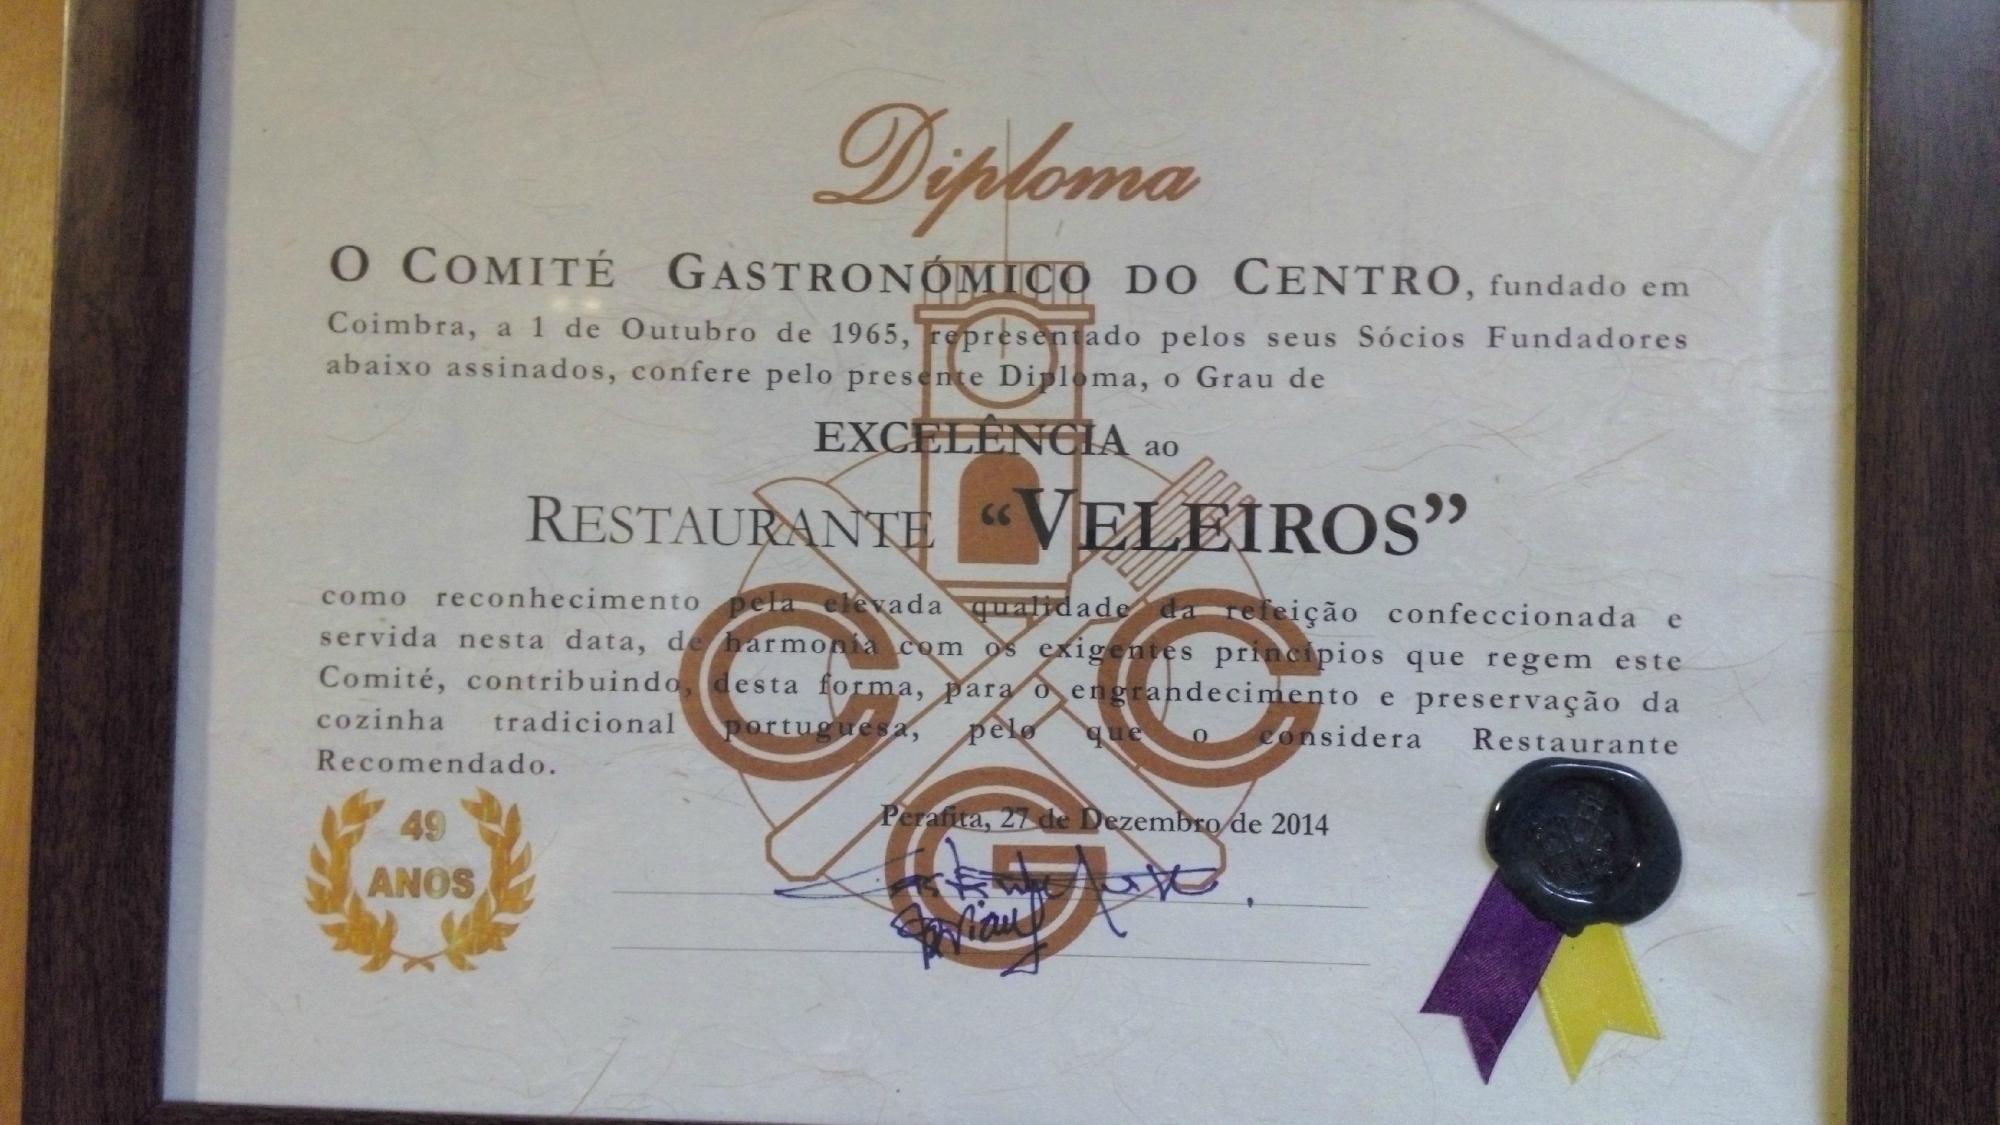 Diploma
O COMITÉ GASTRONÓMICO DO CENTRO, fundado em
Coimbra, a 1 de Outubro de 1965, representado pelos seus Sócios Fundadores
abaixo assinados, confere pelo presente Diploma, o Grau de
EXCELÊNCIA ao
RESTAURANTE “VELEIROS”
como reconhecimento pela elevada qualidade da refeição confeccionada e
servida nesta data, de harmonia com os exigentes princípios que regem este
Comité, contribuindo, desta forma, para o engrandecimento e preservação da
cozinha tradicional portuguesa, pelo que o considera Restaurante
Recomendado.
C C
G
Perafita, 27 de Dezembro de 2014
49
ANOS